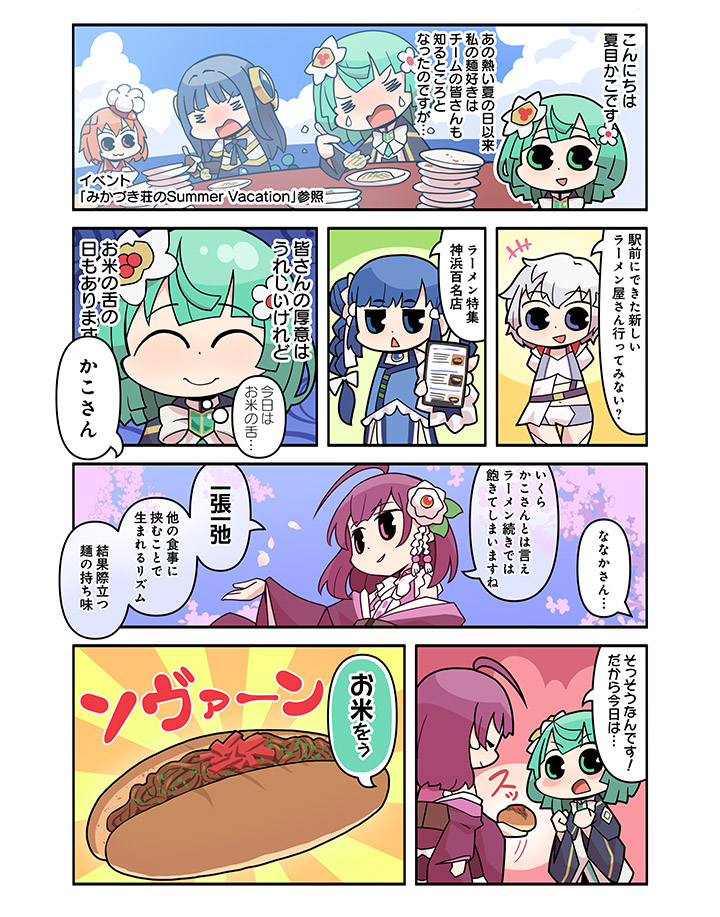 こんにちは
夏目かこです。
あの熱い夏の日以来
私の麺好きは
チームの皆さんも
知るところと
なったのですが…。
イベント
「みかづき荘のSummer Vacation」参照
駅前にできた新しい
ラーメン屋さん行ってみない?
ラーメン特集
神浜百名店
皆さんの厚意は
うれしいけれど
お米の舌の
日もあります
今日は
お米の舌…
かこさん
ななかさん…
いくら
かこさんとは言え
ラーメン続きでは
飽きてしまいますね
一張一弛
他の食事に
挟むことで
生まれるリズム
結果際立つ
麺の持ち味
そっそうなんです!
だから今日は…
スッ
お米をぅ
ンヴァーン